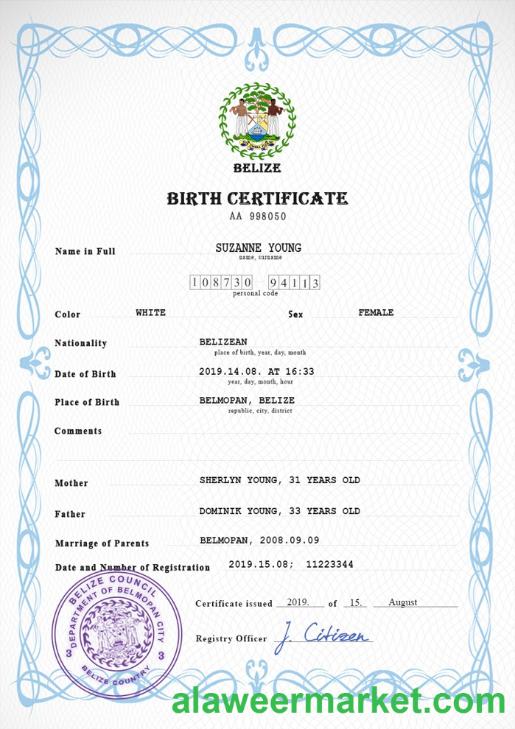 BELIZE
BIRTH CERTIFICATE
AA 998050
Name in Full SUZANNE YOUNG
name, surname
108730 94113
personal code
Color WHITE Sex FEMALE
Nationality BELIZEAN
place of birth, year, day, month
Date of Birth 2019.14.08. AT 16:33
year, day, month, hour
Place of Birth BELMOPAN, BELIZE
republic, city, district
Comments
Mother SHERLYN YOUNG, 31 YEARS OLD
Father DOMINIK YOUNG, 33 YEARS OLD
Marriage of Parents BELMOPAN, 2008.09.09
Date and Number of Registration 2019.15.08; 11223344
BELIZE COUNCIL
DEPARTMENT OF BELMOPAN CITY
3 3
BELIZE COUNTRY
Certificate issued 2019. of 15. August
Registry Officer J. Citizen
alaweermarket.com